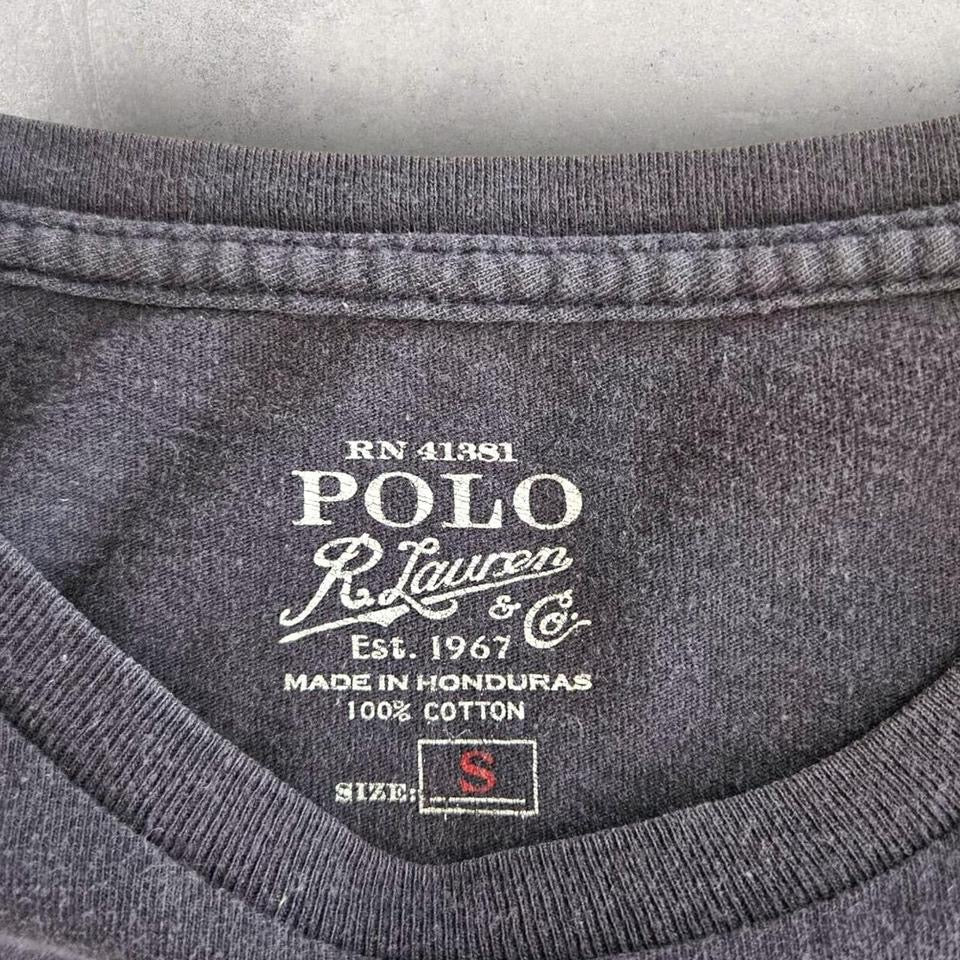 RN 41381
POLO
R. Lauren
& Co.
Est. 1967
MADE IN HONDURAS
100% COTTON
SIZE: S